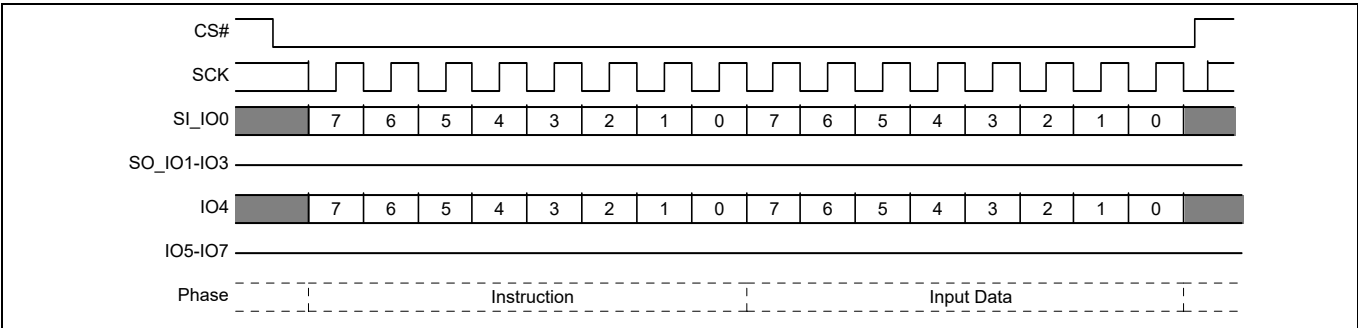 CS#
SCK
SI_IO0 7 6 5 4 3 2 1 0 7 6 5 4 3 2 1 0
SO_IO1-IO3
IO4 7 6 5 4 3 2 1 0 7 6 5 4 3 2 1 0
IO5-IO7
Phase Instruction Input Data